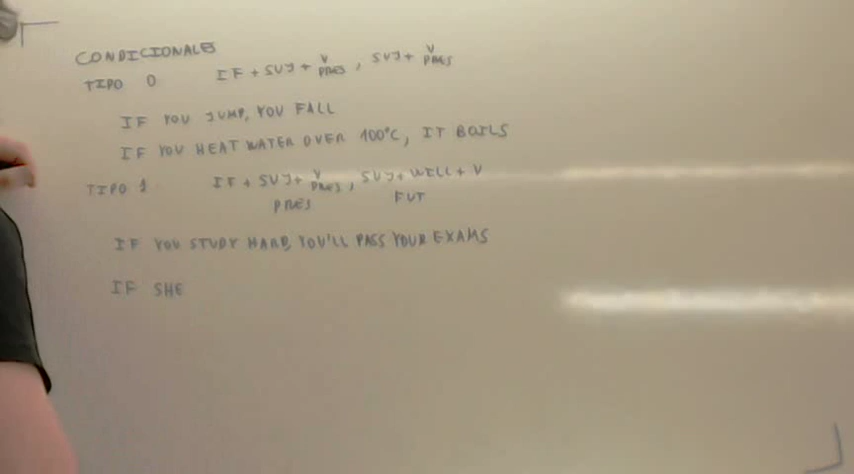 CONDICIONALES
TIPO 0 IF + SUJ + V PRES, SUJ + V PRES
IF YOU JUMP, YOU FALL
IF YOU HEAT WATER OVER 100°C, IT BOILS
TIPO 1 IF + SUJ + V PRES, SUJ + WILL + V
PRES FUT
IF YOU STUDY HARD, YOU'LL PASS YOUR EXAMS
IF SHE